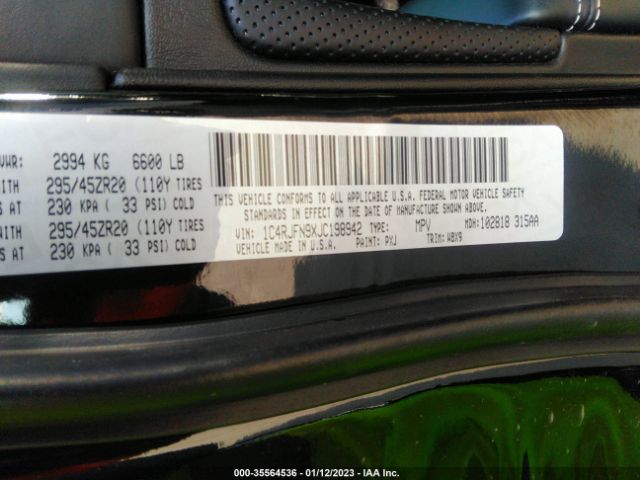 VWR: 2994 KG 6600 LB
WITH 295/45ZR20 (110Y TIRES
S AT 230 KPA ( 33 PSI) COLD
WITH 295/45ZR20 (110Y TIRES
S AT 230 KPA ( 33 PSI) COLD
THIS VEHICLE CONFORMS TO ALL APPLICABLE U.S.A. FEDERAL MOTOR VEHICLE SAFETY
STANDARDS IN EFFECT ON THE DATE OF MANUFACTURE SHOWN ABOVE.
VIN: 1C4RJFN9XJC198942 TYPE: MPV MDH: 102818 315AA
VEHICLE MADE IN U.S.A. PAINT: PXJ TRIM: WBX9
000-35564536 - 01/12/2023 - IAA Inc.